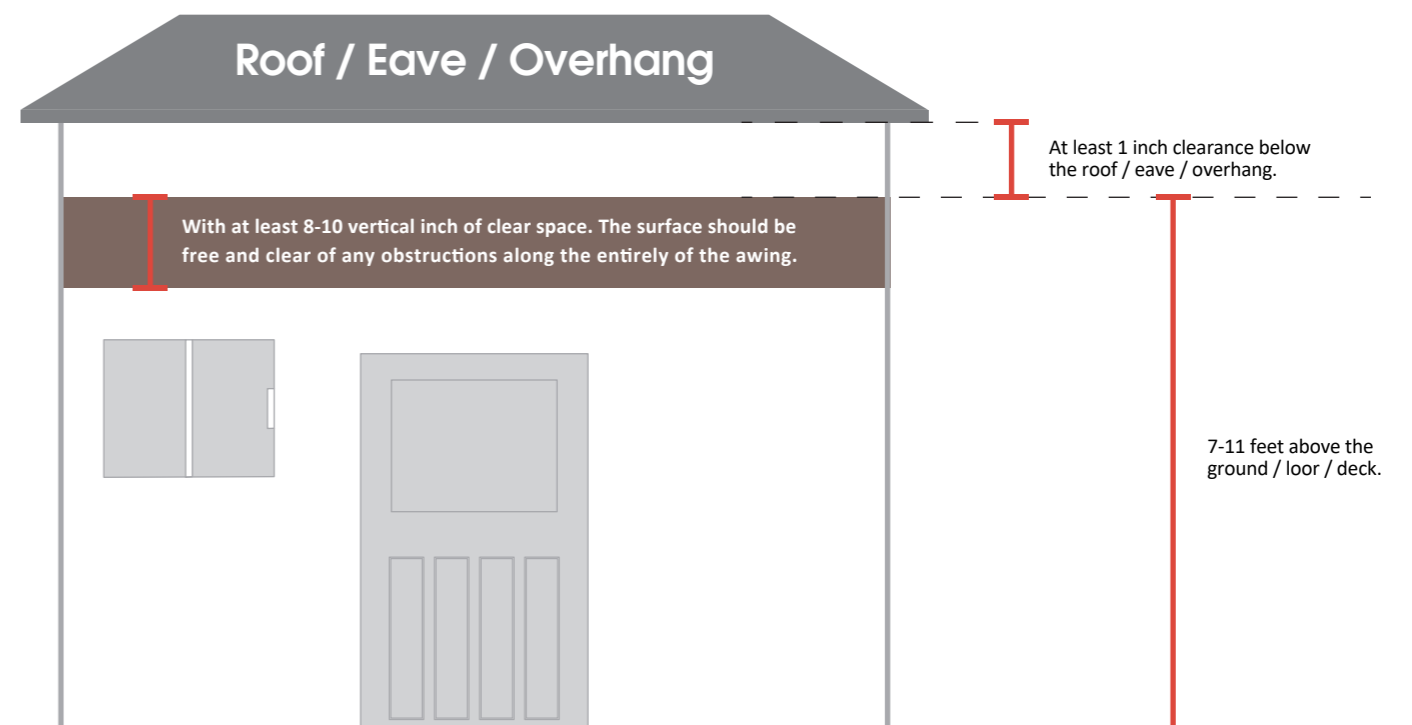 Roof / Eave / Overhang
At least 1 inch clearance below
the roof / eave / overhang.
With at least 8-10 vertical inch of clear space. The surface should be
free and clear of any obstructions along the entirely of the awing.
7-11 feet above the
ground / loor / deck.